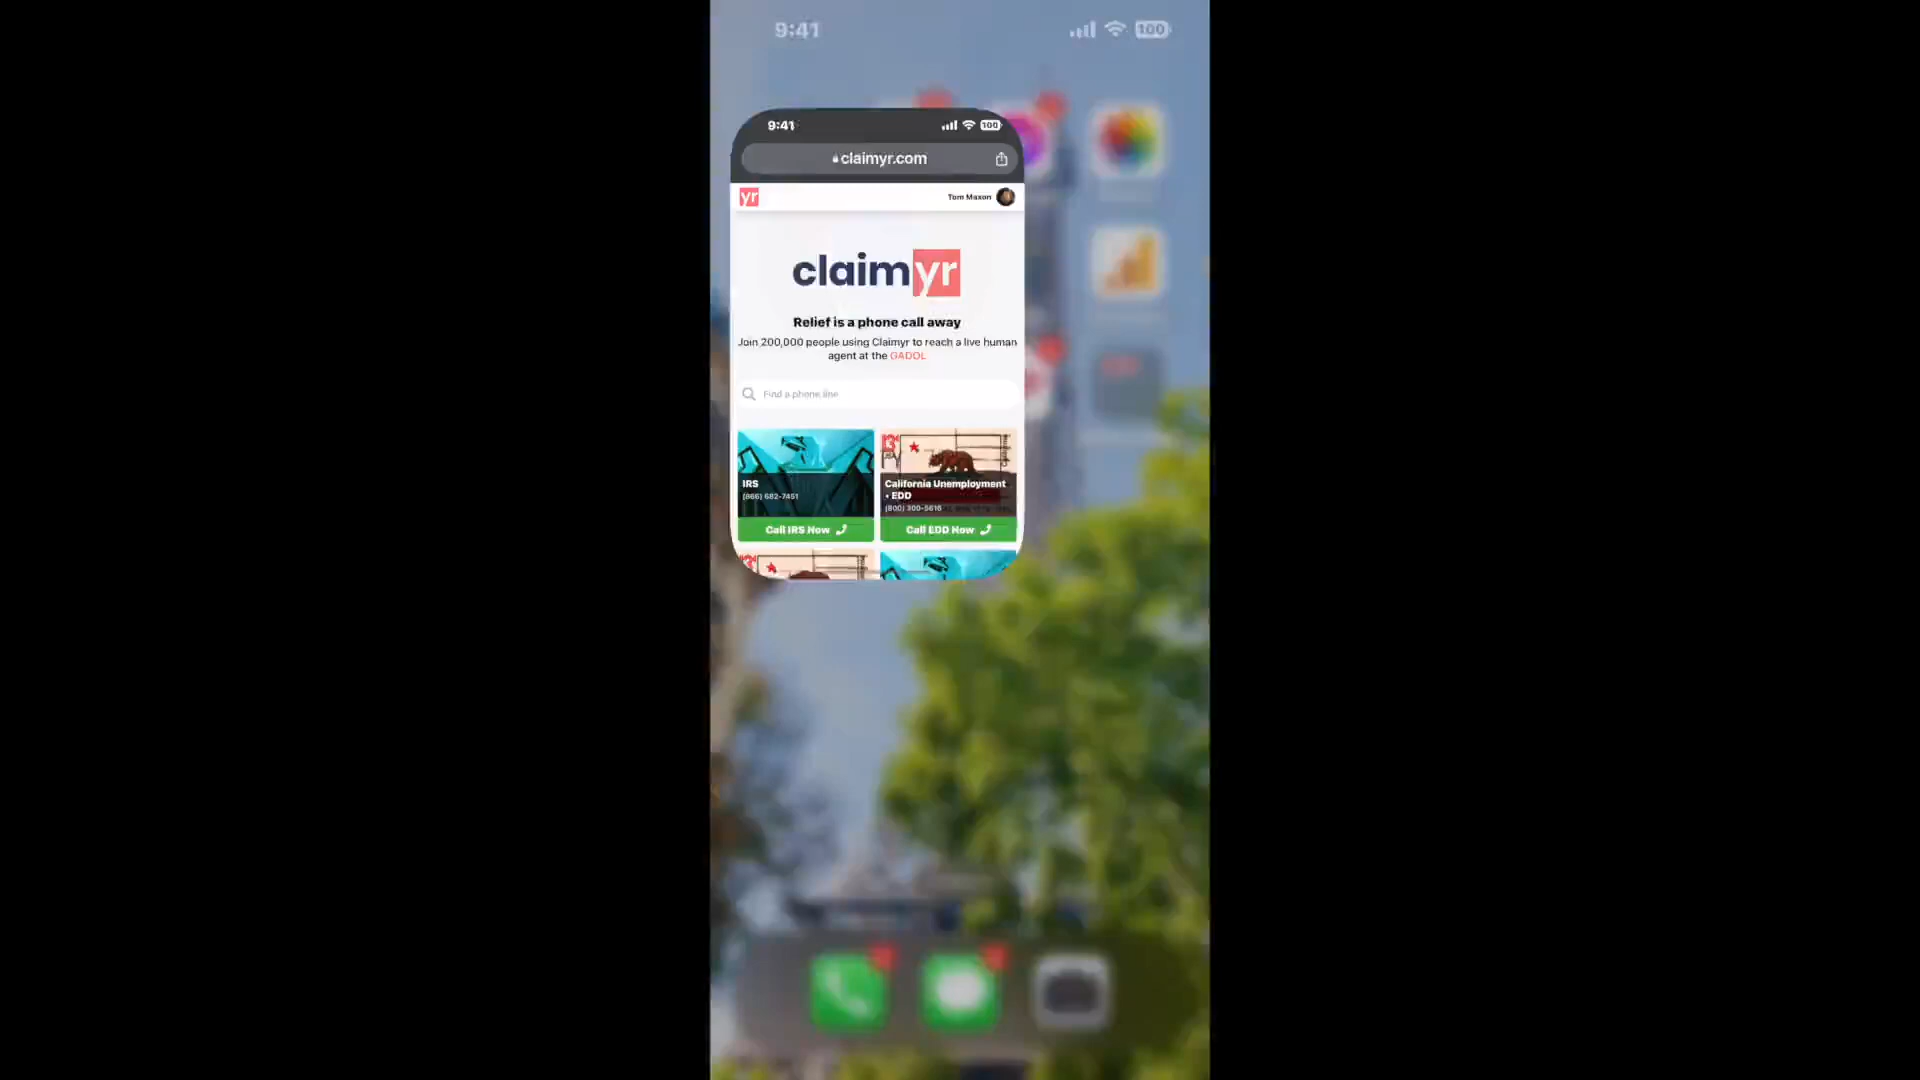 9:41
100
9:41
100
claimyr.com
yr
Tom Maxon
claimyr
Relief is a phone call away
Join 200,000 people using Claimyr to reach a live human
agent at the GADOL
Find a phone line
IRS
(866) 682-7451
Call IRS Now
California Unemployment
• EDD
(800) 300-5616
Call EDD Now